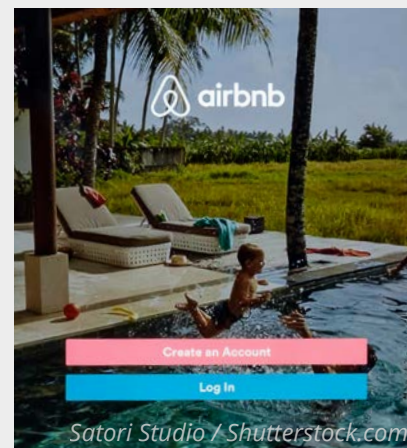 airbnb
Create an Account
Log In
Satori Studio / Shutterstock.com